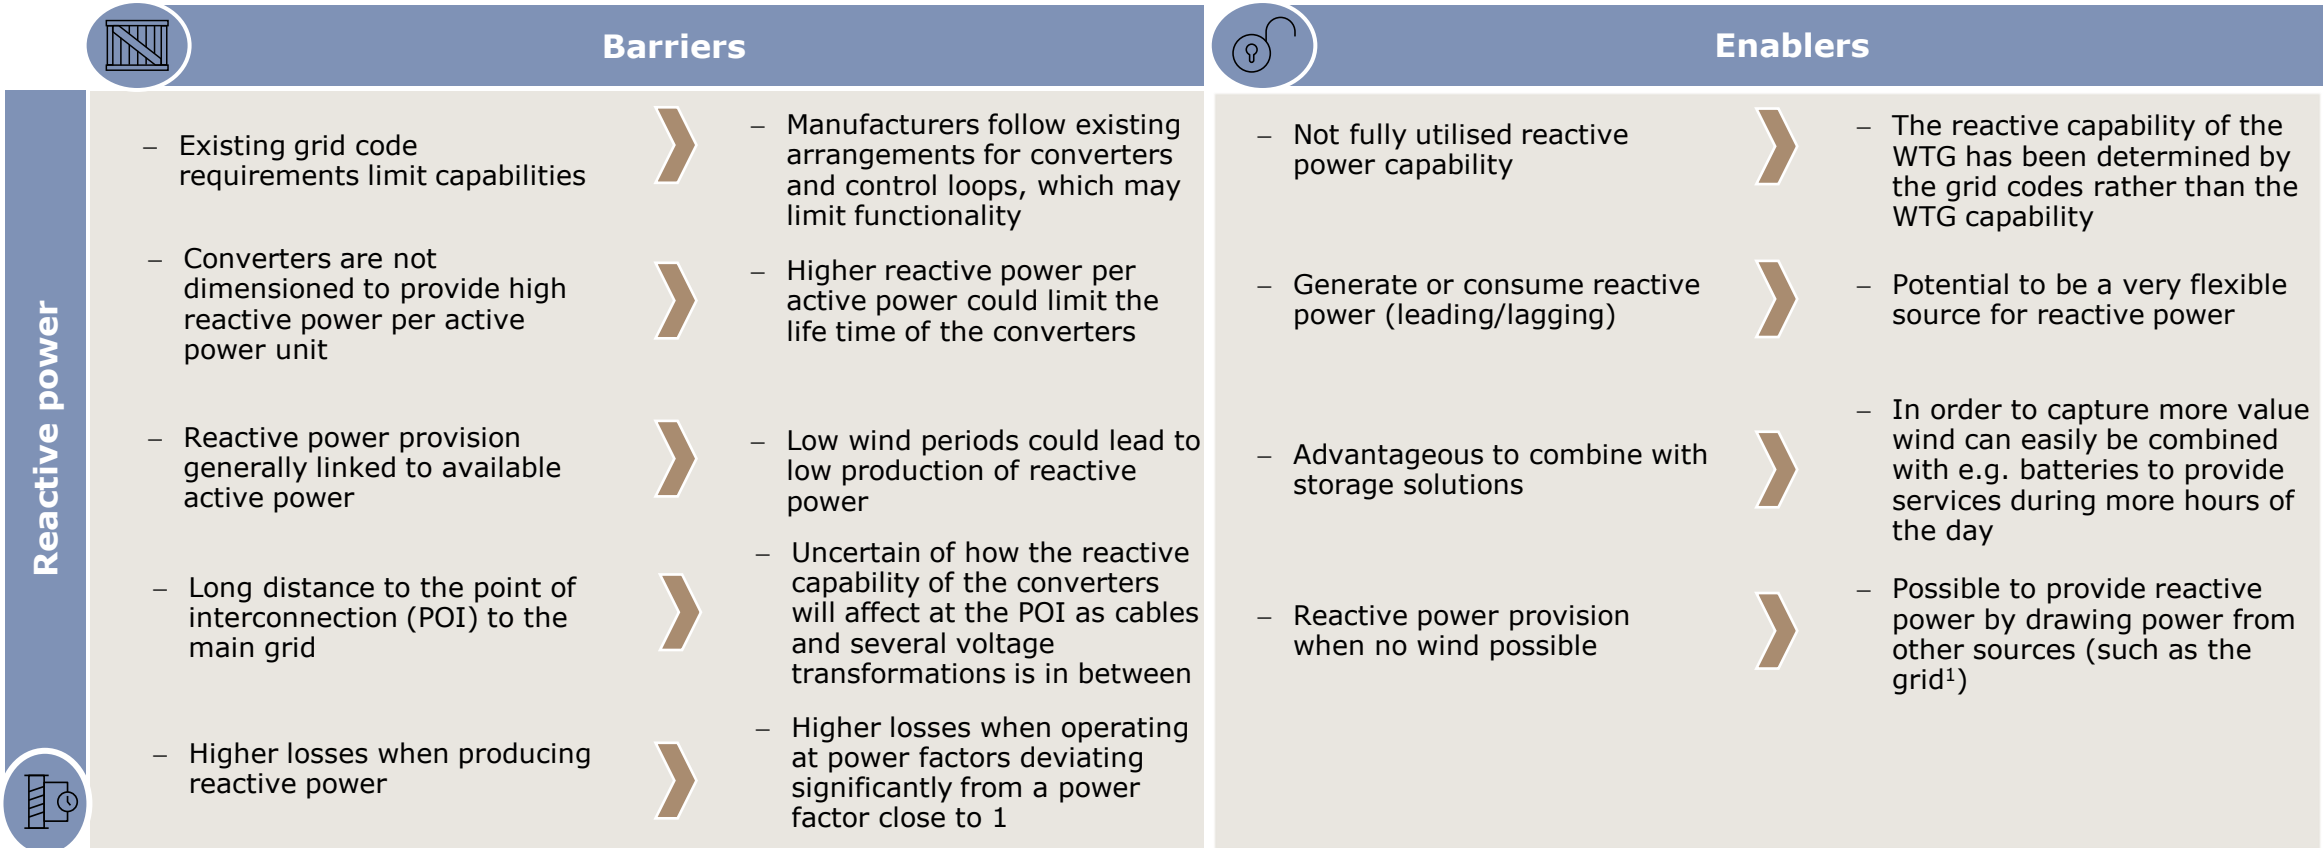 Barriers
Enablers
Reactive power
– Existing grid code
requirements limit capabilities
– Manufacturers follow existing
arrangements for converters
and control loops, which may
limit functionality
– Converters are not
dimensioned to provide high
reactive power per active
power unit
– Higher reactive power per
active power could limit the
life time of the converters
– Reactive power provision
generally linked to available
active power
– Low wind periods could lead to
low production of reactive
power
– Long distance to the point of
interconnection (POI) to the
main grid
– Uncertain of how the reactive
capability of the converters
will affect at the POI as cables
and several voltage
transformations is in between
– Higher losses when producing
reactive power
– Higher losses when operating
at power factors deviating
significantly from a power
factor close to 1
– Not fully utilised reactive
power capability
– The reactive capability of the
WTG has been determined by
the grid codes rather than the
WTG capability
– Generate or consume reactive
power (leading/lagging)
– Potential to be a very flexible
source for reactive power
– Advantageous to combine with
storage solutions
– In order to capture more value
wind can easily be combined
with e.g. batteries to provide
services during more hours of
the day
– Reactive power provision
when no wind possible
– Possible to provide reactive
power by drawing power from
other sources (such as the
grid¹)